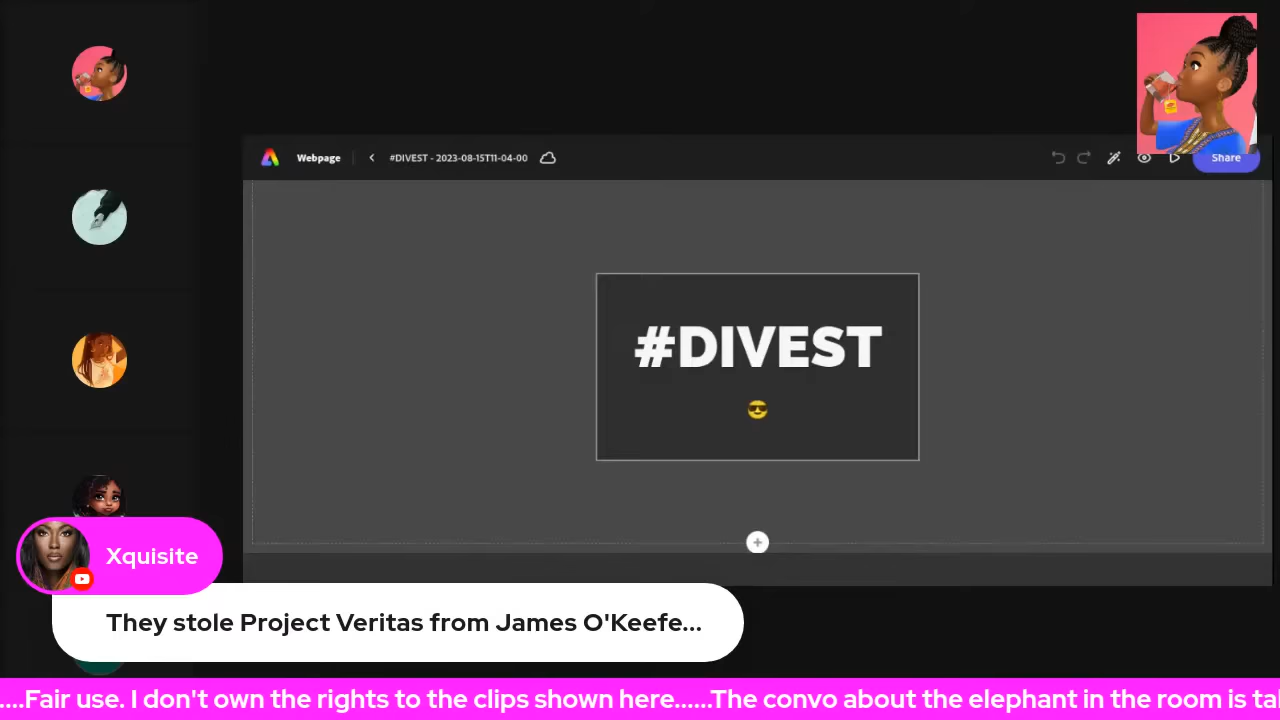 Webpage
#DIVEST - 2023-08-15T11-04-00
Share
#DIVEST
Xquisite
They stole Project Veritas from James O'Keefe...
....Fair use. I don't own the rights to the clips shown here......The convo about the elephant in the room is